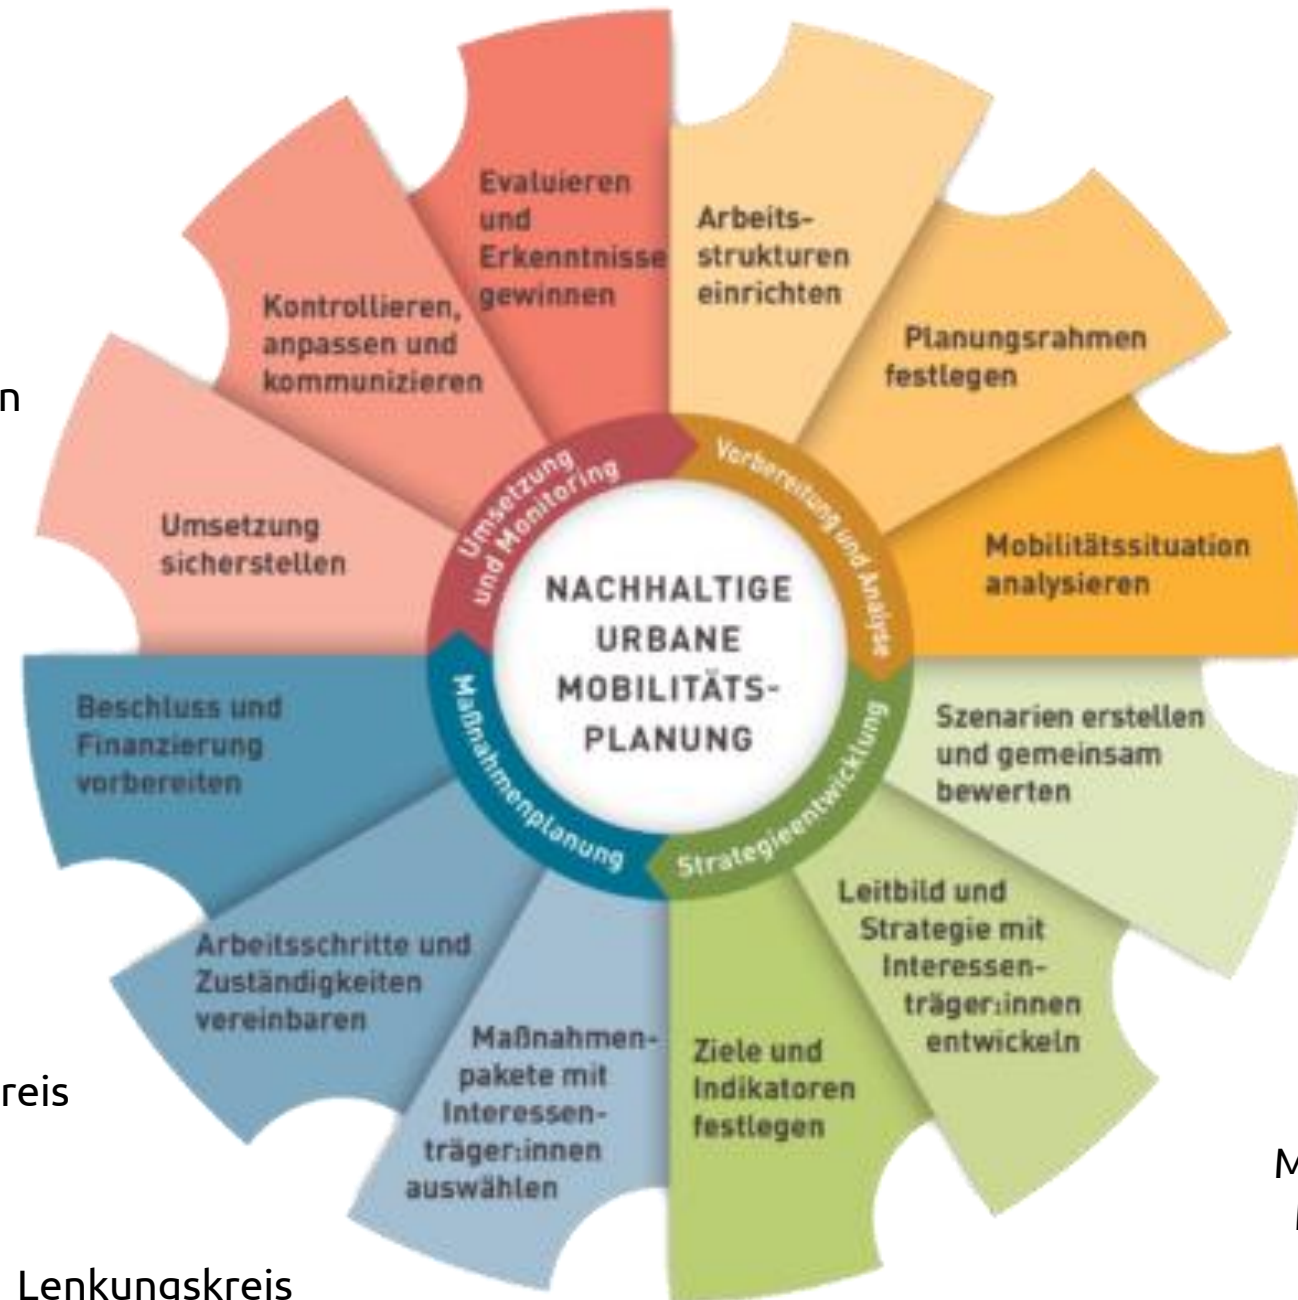 Evaluieren
und
Erkenntnisse
gewinnen
Arbeits-
strukturen
einrichten
Planungsrahmen
festlegen
Mobilitätssituation
analysieren
Szenarien erstellen
und gemeinsam
bewerten
Leitbild und
Strategie mit
Interessen-
träger:innen
entwickeln
Ziele und
Indikatoren
festlegen
Maßnahmen-
pakete mit
Interessen-
träger:innen
auswählen
Arbeitsschritte und
Zuständigkeiten
vereinbaren
Beschluss und
Finanzierung
vorbereiten
Umsetzung
sicherstellen
Kontrollieren,
anpassen und
kommunizieren
Vorbereitung und Analyse
Strategieentwicklung
Maßnahmenplanung
Umsetzung
und Monitoring
NACHHALTIGE
URBANE
MOBILITÄTS-
PLANUNG
n
reis
Lenkungskreis
M